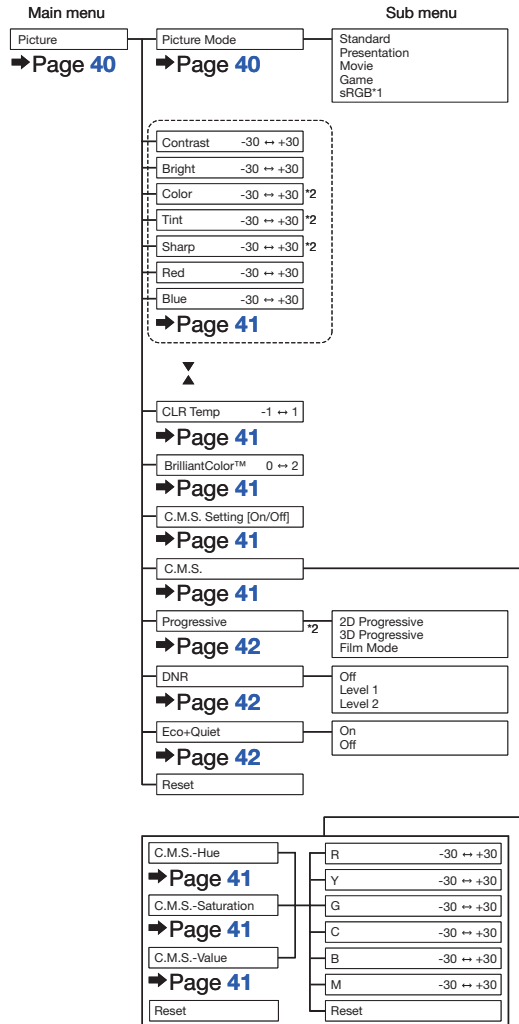 Main menu Sub menu
Picture Picture Mode Standard
➡Page 40 ➡Page 40 Presentation
Movie
Game
sRGB*1
Contrast -30 ↔ +30
Bright -30 ↔ +30
Color -30 ↔ +30 *2
Tint -30 ↔ +30 *2
Sharp -30 ↔ +30 *2
Red -30 ↔ +30
Blue -30 ↔ +30
➡Page 41
CLR Temp -1 ↔ 1
➡Page 41
BrilliantColor™ 0 ↔ 2
➡Page 41
C.M.S. Setting [On/Off]
➡Page 41
C.M.S.
➡Page 41
Progressive *2 2D Progressive
➡Page 42 3D Progressive
Film Mode
DNR Off
➡Page 42 Level 1
Level 2
Eco+Quiet On
➡Page 42 Off
Reset
C.M.S.-Hue R -30 ↔ +30
➡Page 41 Y -30 ↔ +30
C.M.S.-Saturation G -30 ↔ +30
➡Page 41 C -30 ↔ +30
C.M.S.-Value B -30 ↔ +30
➡Page 41 M -30 ↔ +30
Reset Reset